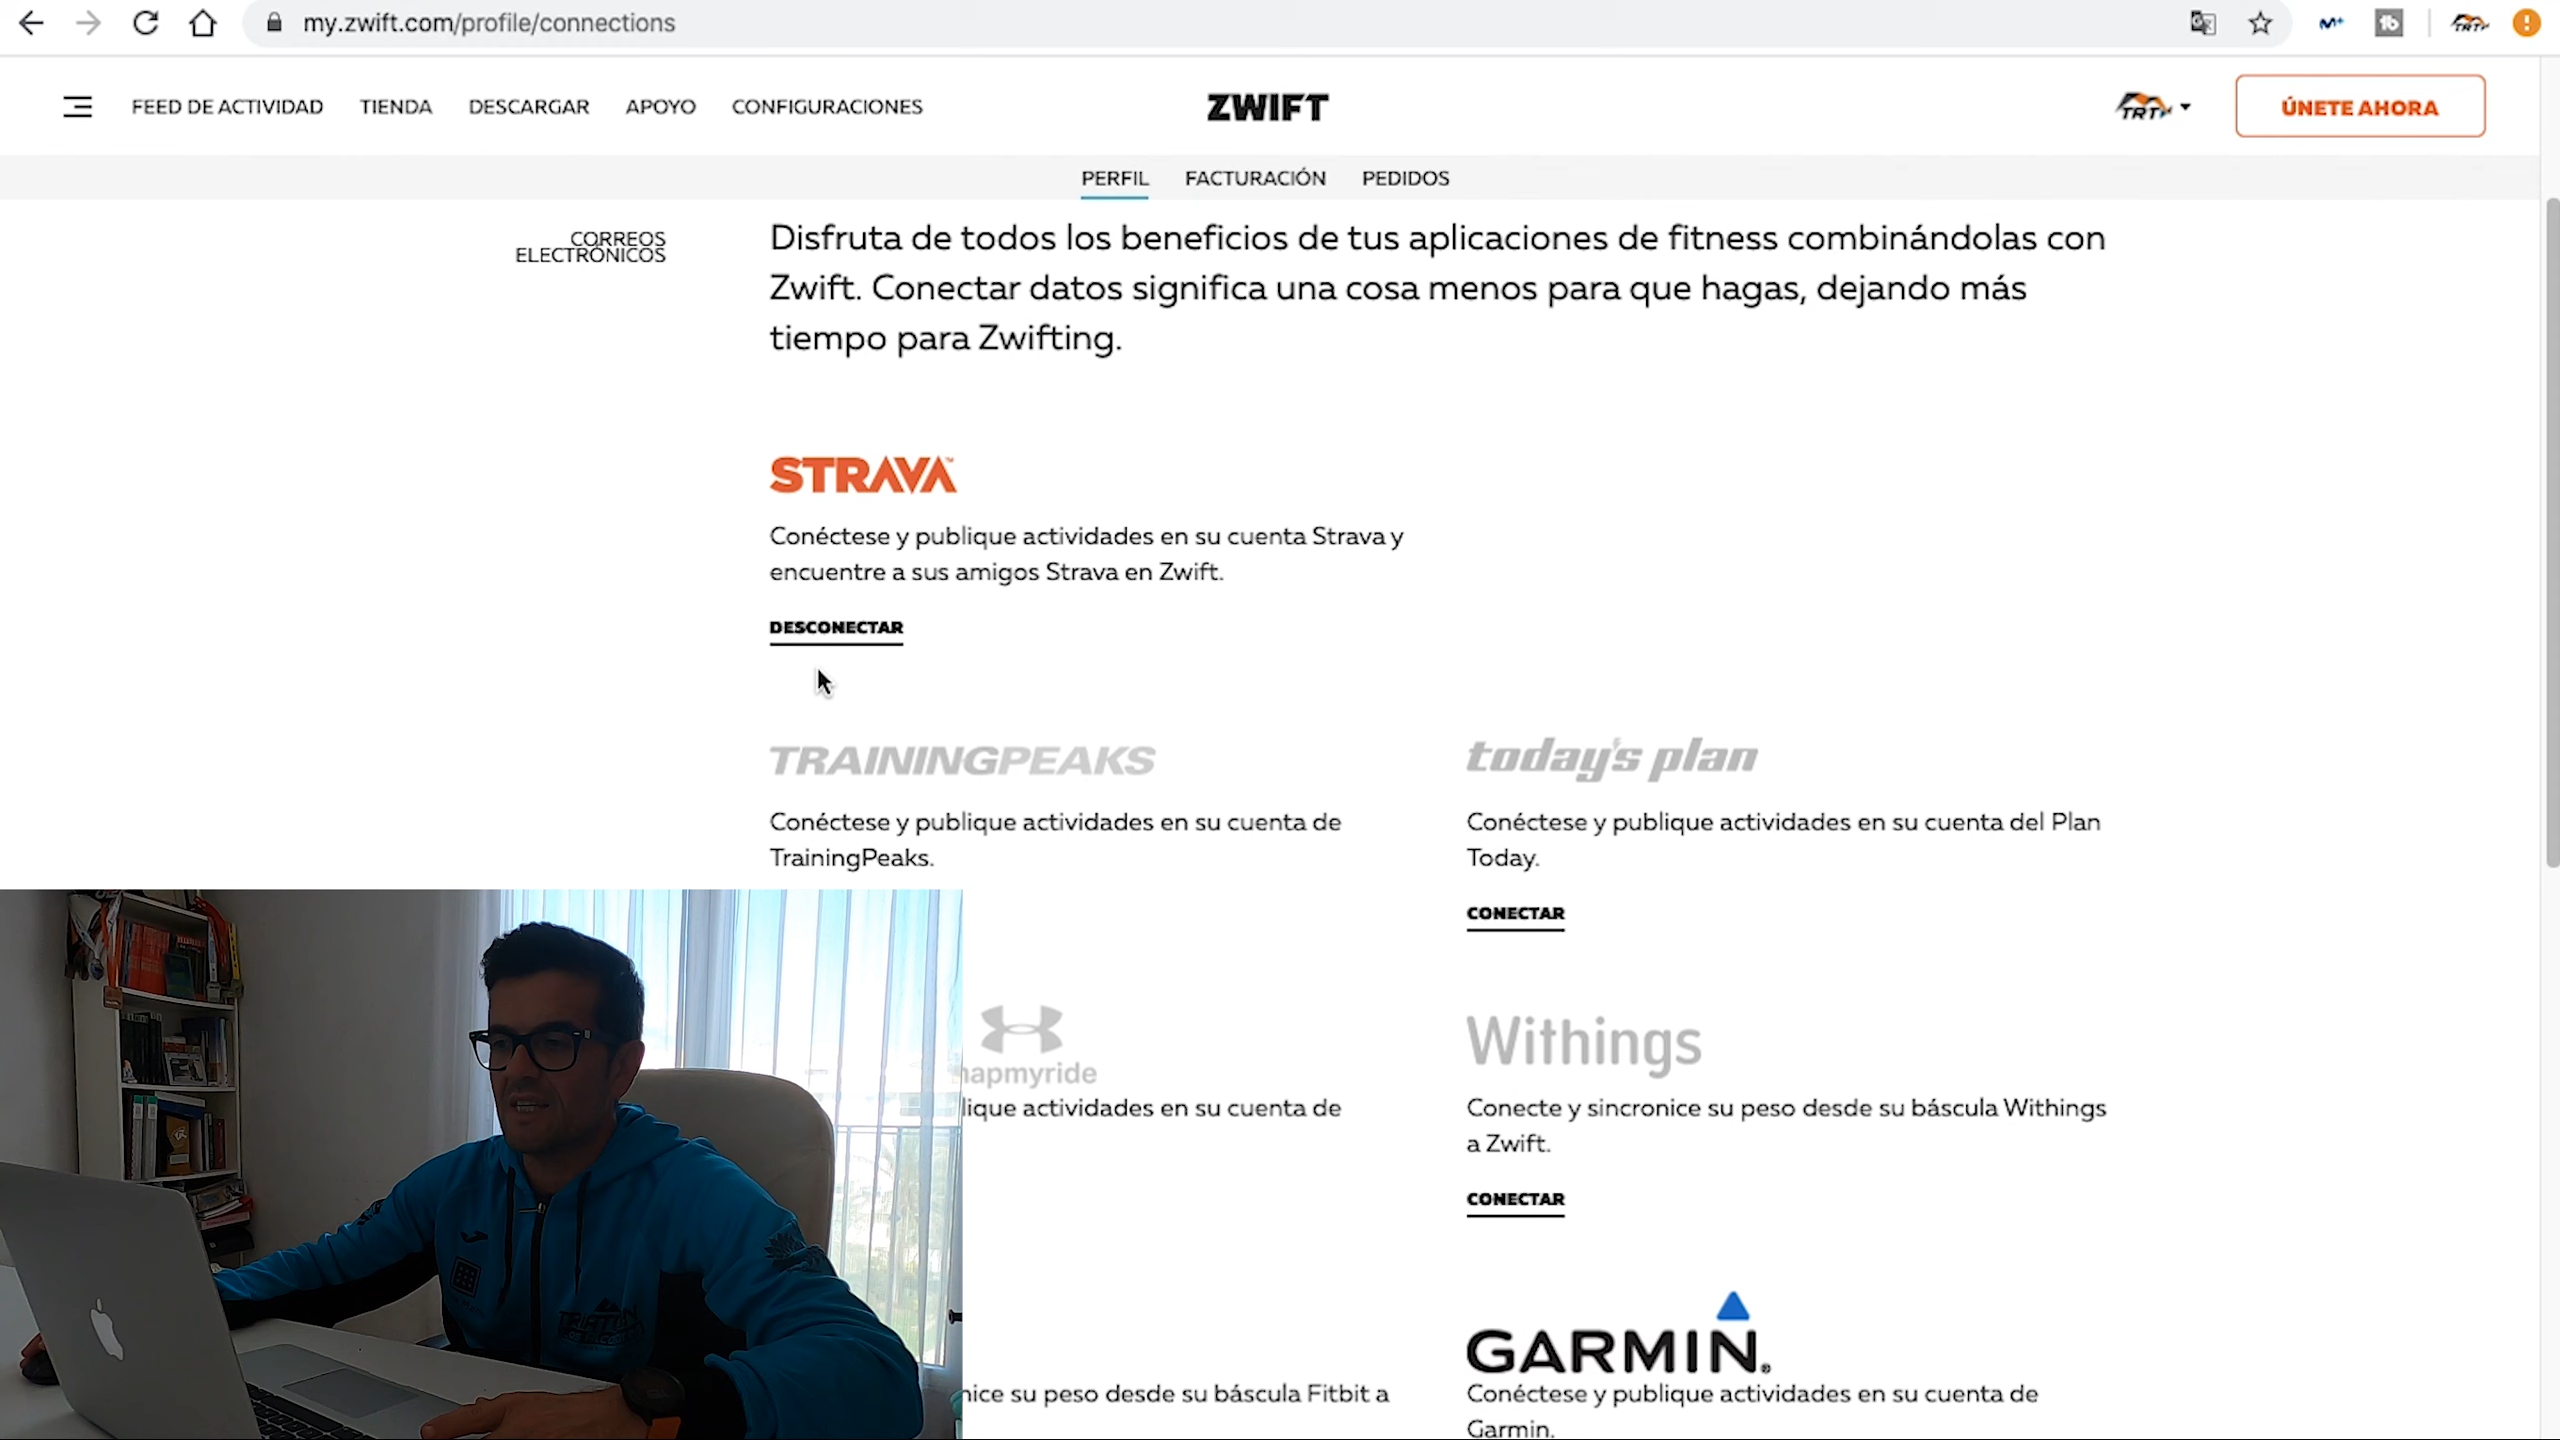 my.zwift.com/profile/connections
FEED DE ACTIVIDAD TIENDA DESCARGAR APOYO CONFIGURACIONES ZWIFT TRT ÚNETE AHORA
PERFIL FACTURACIÓN PEDIDOS
CORREOS
ELECTRÓNICOS
Disfruta de todos los beneficios de tus aplicaciones de fitness combinándolas con
Zwift. Conectar datos significa una cosa menos para que hagas, dejando más
tiempo para Zwifting.
STRAVA
Conéctese y publique actividades en su cuenta Strava y
encuentre a sus amigos Strava en Zwift.
DESCONECTAR
TRAININGPEAKS
Conéctese y publique actividades en su cuenta de
TrainingPeaks.
today's plan
Conéctese y publique actividades en su cuenta del Plan
Today.
CONECTAR
mapmyride
lique actividades en su cuenta de
Withings
Conecte y sincronice su peso desde su báscula Withings
a Zwift.
CONECTAR
nice su peso desde su báscula Fitbit a
GARMIN
Conéctese y publique actividades en su cuenta de
Garmin.